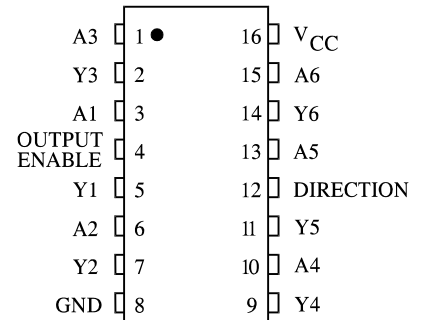 A3 1 16 VCC
Y3 2 15 A6
A1 3 14 Y6
OUTPUT
ENABLE 4 13 A5
Y1 5 12 DIRECTION
A2 6 11 Y5
Y2 7 10 A4
GND 8 9 Y4